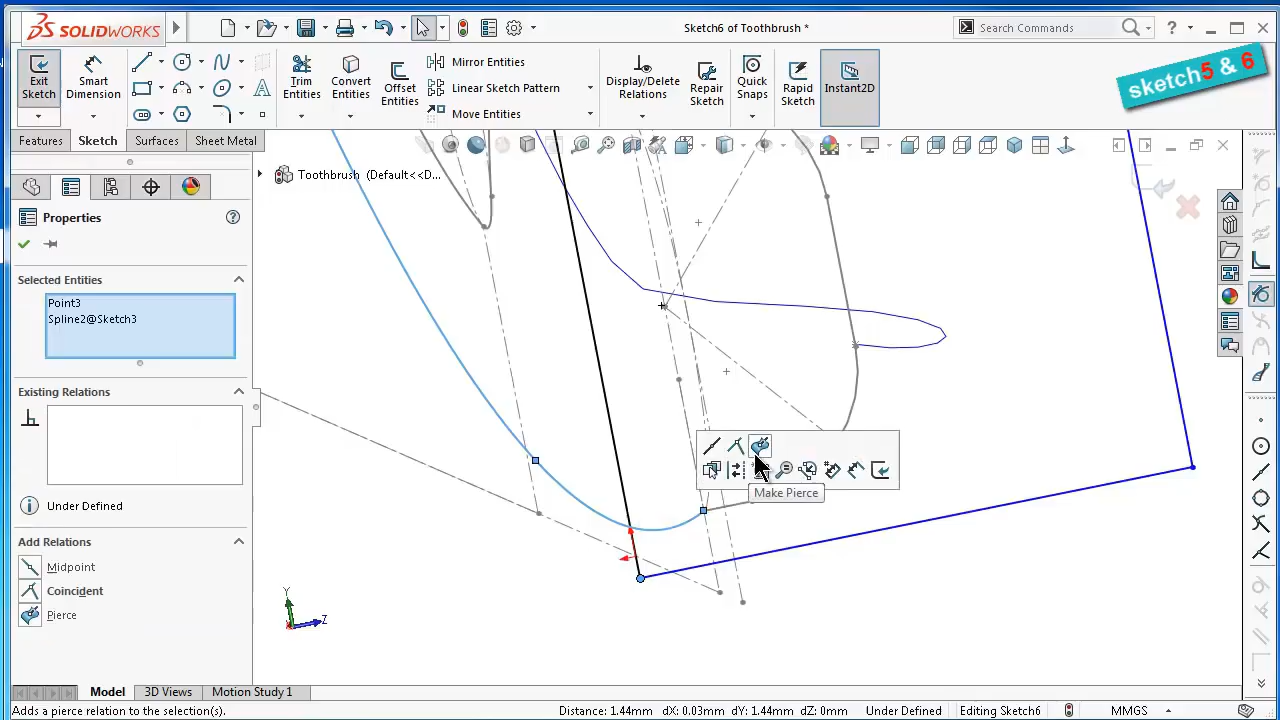 SOLIDWORKS
Sketch6 of Toothbrush *
Search Commands
?
sketch5 & 6
Exit Sketch
Smart Dimension
Trim Entities
Convert Entities
Offset Entities
Mirror Entities
Linear Sketch Pattern
Move Entities
Display/Delete Relations
Repair Sketch
Quick Snaps
Rapid Sketch
Instant2D
Features
Sketch
Surfaces
Sheet Metal
Toothbrush (Default<<D...
Properties
Selected Entities
Point3
Spline2@Sketch3
Existing Relations
Under Defined
Add Relations
Midpoint
Coincident
Pierce
Make Pierce
Y
Z
X
Model
3D Views
Motion Study 1
Adds a pierce relation to the selection(s).
Distance: 1.44mm dX: 0.03mm dY: 1.44mm dZ: 0mm
Under Defined
Editing Sketch6
MMGS